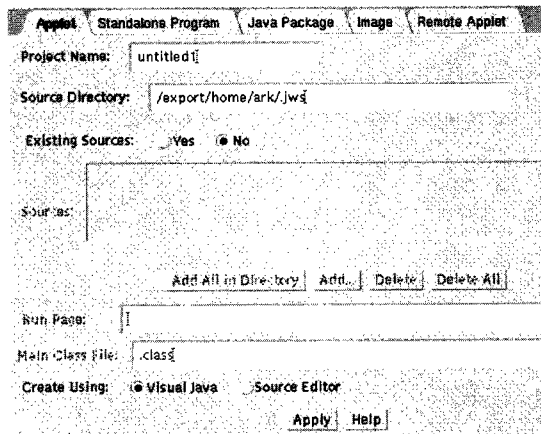 Applet Standalone Program Java Package Image Remote Applet
Project Name: untitled1
Source Directory: /export/home/ark/.jws
Existing Sources: Yes No
Sources:
Add All in Directory Add... Delete Delete All
Run Page:
Main Class File: .class
Create Using: Visual Java Source Editor
Apply Help